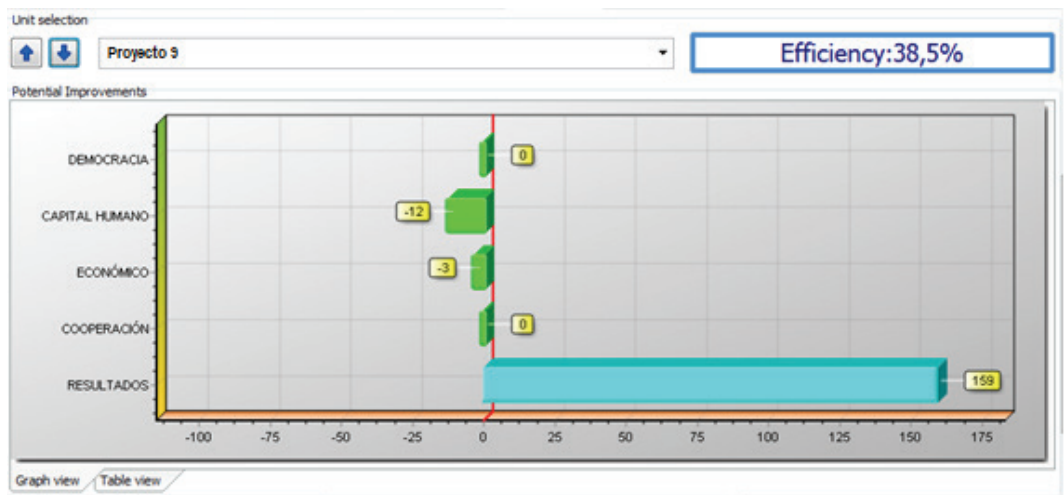 Unit selection
Proyecto 9
Efficiency:38,5%
Potential Improvements
DEMOCRACIA
0
CAPITAL HUMANO
-12
ECONÓMICO
-3
COOPERACIÓN
0
RESULTADOS
159
-100 -75 -50 -25 0 25 50 75 100 125 150 175
Graph view Table view